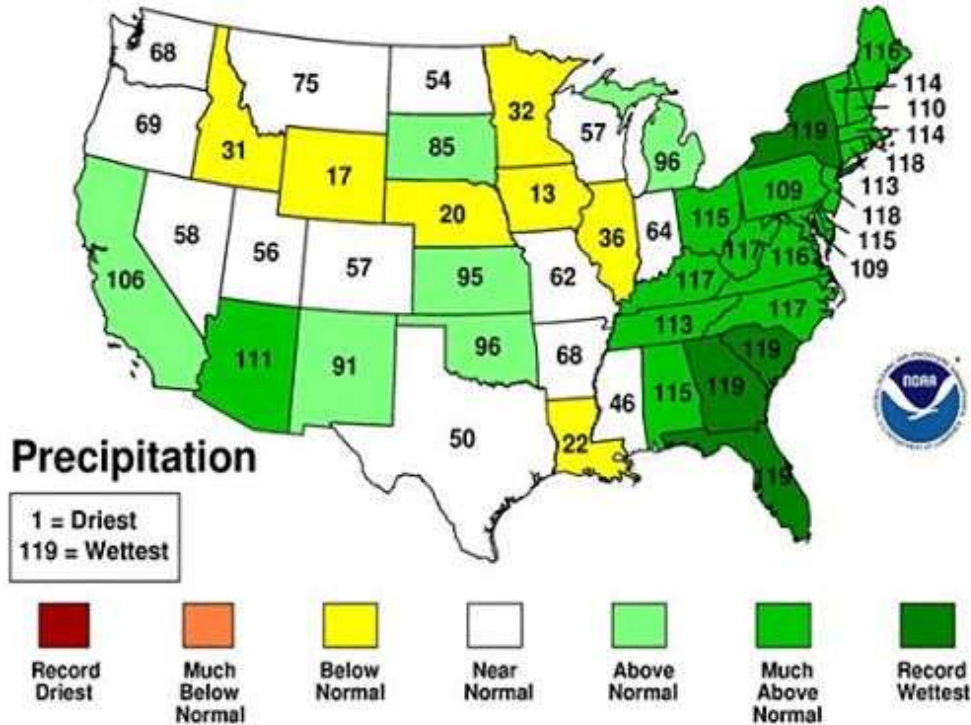 68
75
54
32
116
114
110
114
69
31
17
85
57
96
119
118
113
118
115
109
58
56
57
20
13
36
64
115
109
117
116
106
95
62
117
117
113
111
91
96
68
46
115
119
119
50
22
119
NOAA
Precipitation
1 = Driest
119 = Wettest
Record
Driest
Much
Below
Normal
Below
Normal
Near
Normal
Above
Normal
Much
Above
Normal
Record
Wettest